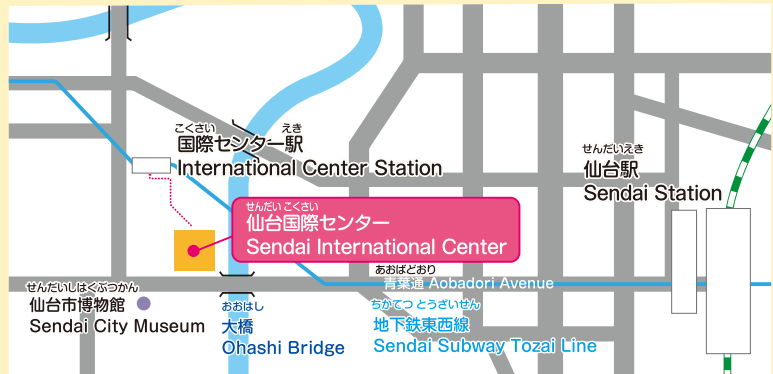 こくさい えき
国際センター駅
International Center Station
せんだいえき
仙台駅
Sendai Station
せんだい こくさい
仙台国際センター
Sendai International Center
あおばどおり
青葉通 Aobadori Avenue
せんだいしはくぶつかん
仙台市博物館
Sendai City Museum
おおはし
大橋
Ohashi Bridge
ちかてつ とうざいせん
地下鉄東西線
Sendai Subway Tozai Line